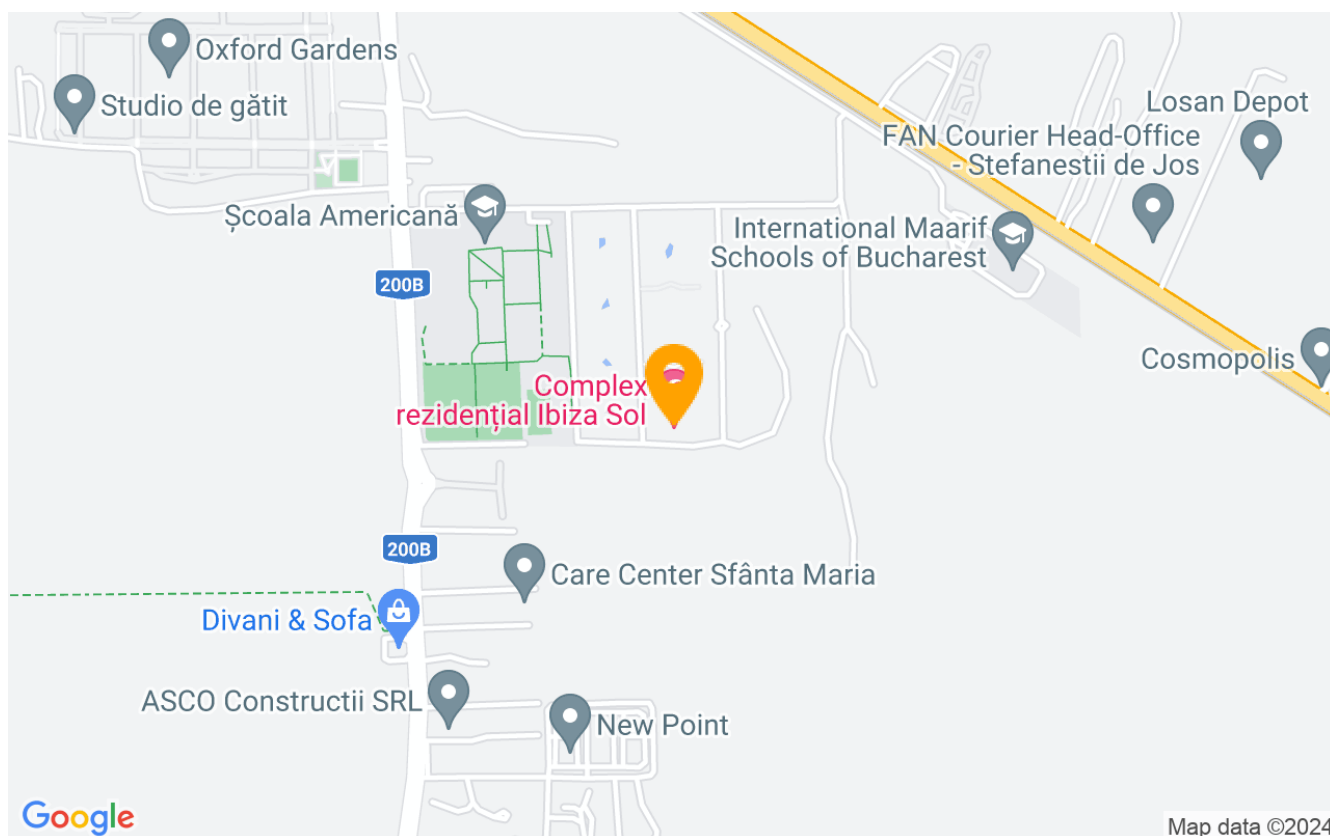 Oxford Gardens
Studio de gătit
Losan Depot
FAN Courier Head-Office
- Stefanestii de Jos
Școala Americană
International Maarif
Schools of Bucharest
200B
Cosmopolis
Complex
rezidențial Ibiza Sol
200B
Care Center Sfânta Maria
Divani & Sofa
ASCO Constructii SRL
New Point
Google
Map data ©2024